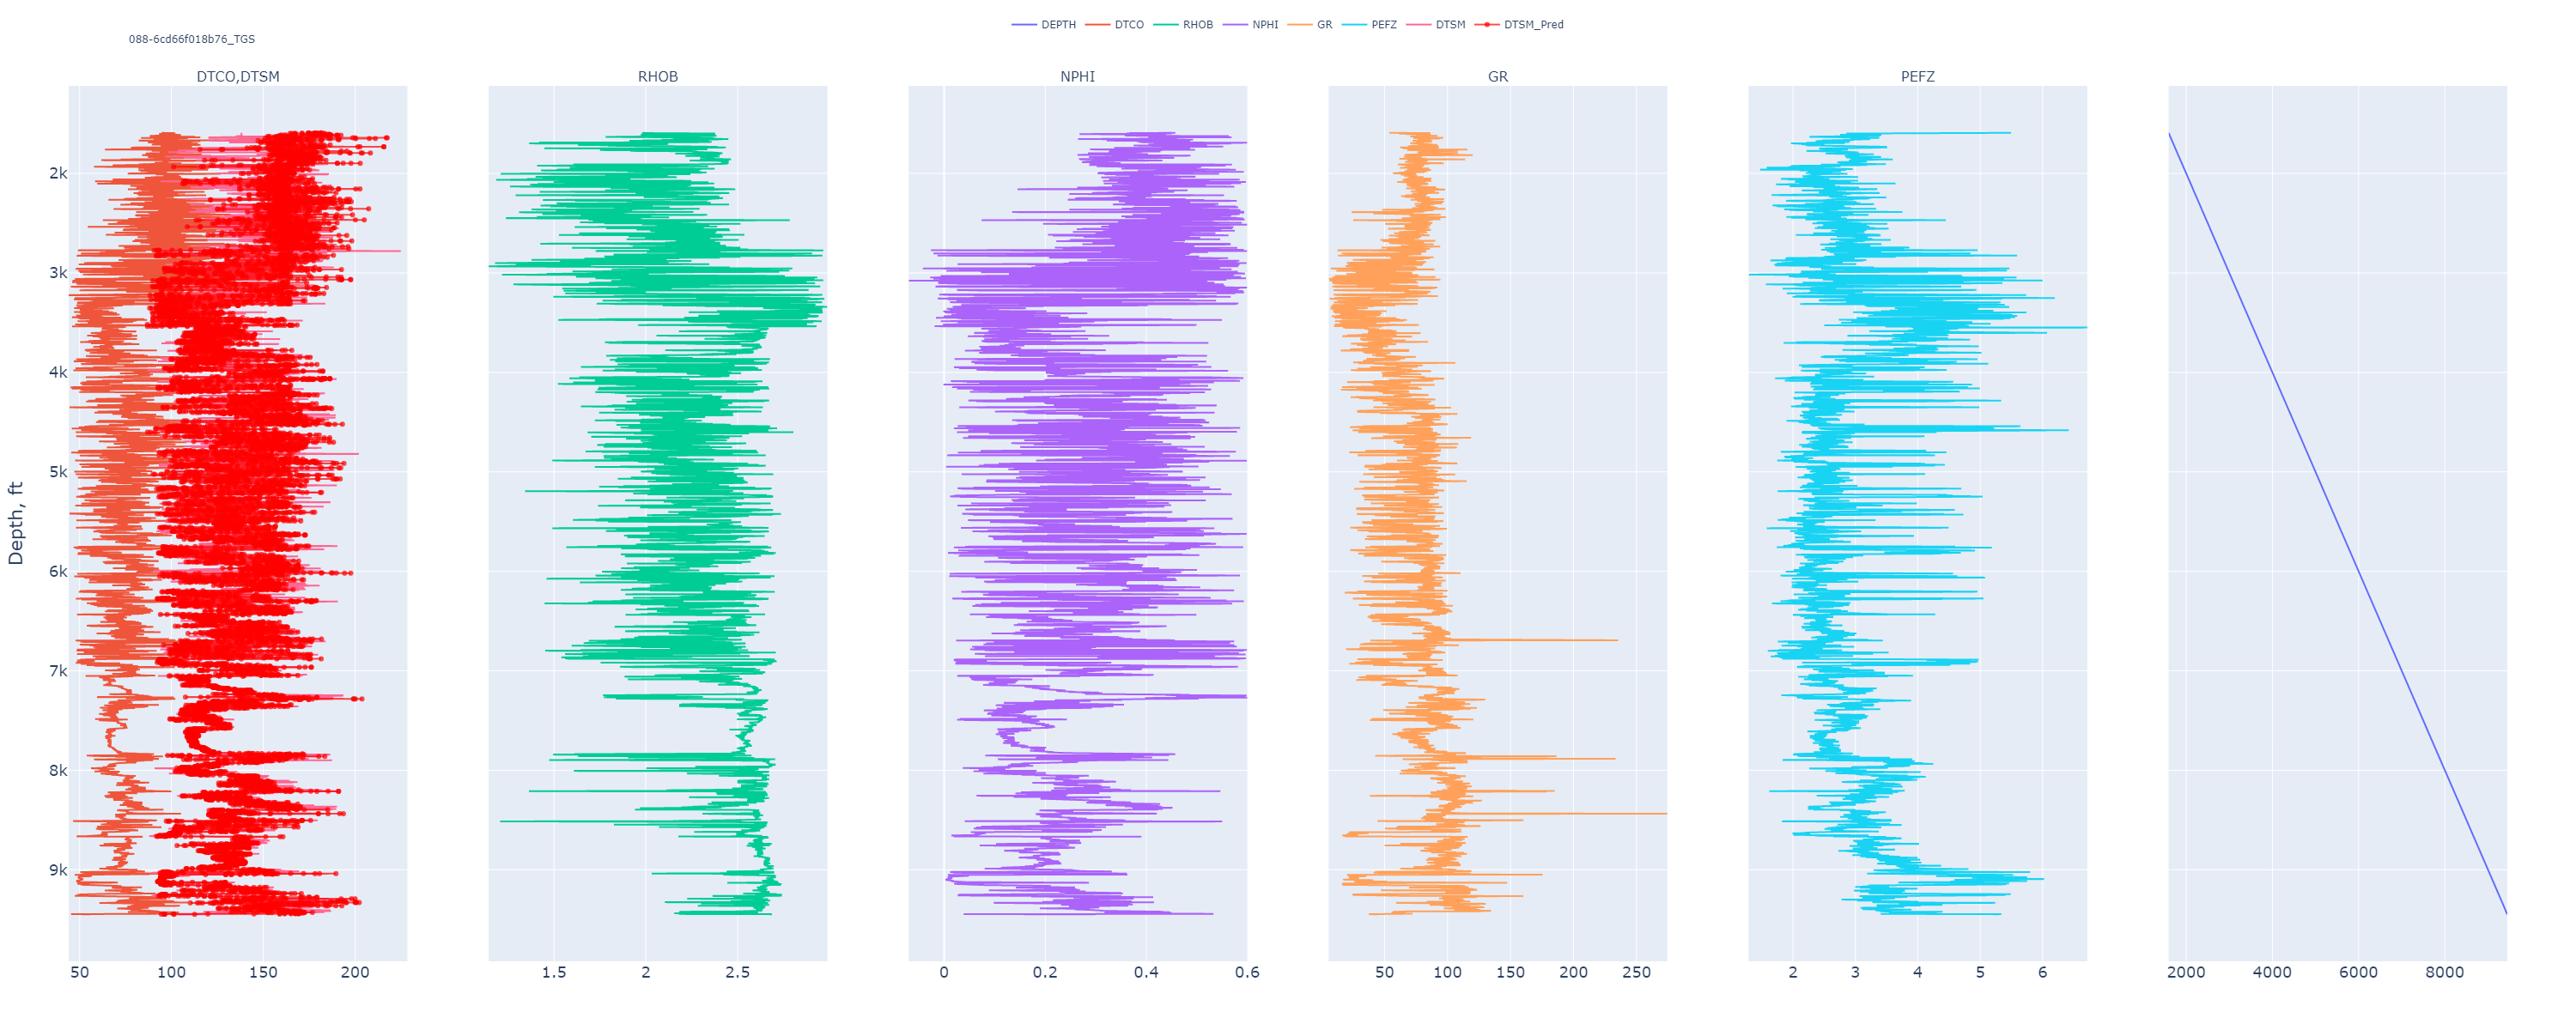 DEPTH DTCO RHOB NPHI GR PEFZ DTSM DTSM_Pred
088-6cd66f018b76_TGS
DTCO,DTSM RHOB NPHI GR PEFZ
2k
3k
4k
5k
6k
7k
8k
9k
Depth, ft
50 100 150 200 1.5 2 2.5 0 0.2 0.4 0.6 50 100 150 200 250 2 3 4 5 6 2000 4000 6000 8000